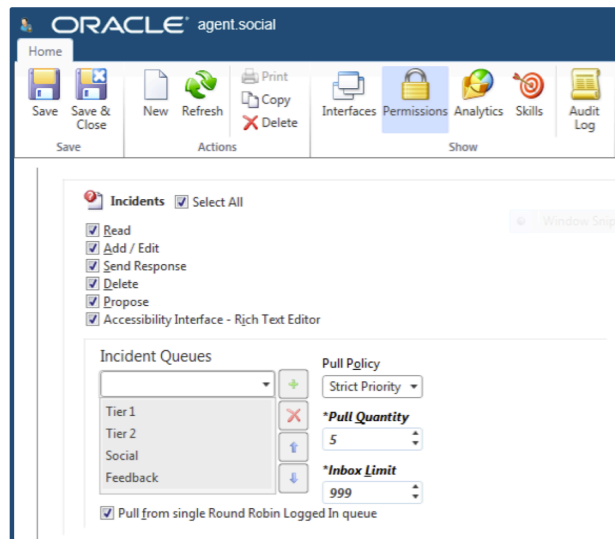 ORACLE® agent.social
Home
Save
Save & Close
New
Refresh
Print
Copy
Delete
Interfaces
Permissions
Analytics
Skills
Audit Log
Save
Actions
Show
Window Snip
Incidents Select All
Read
Add / Edit
Send Response
Delete
Propose
Accessibility Interface - Rich Text Editor
Incident Queues
Tier 1
Tier 2
Social
Feedback
Pull Policy
Strict Priority
*Pull Quantity
5
*Inbox Limit
999
Pull from single Round Robin Logged In queue